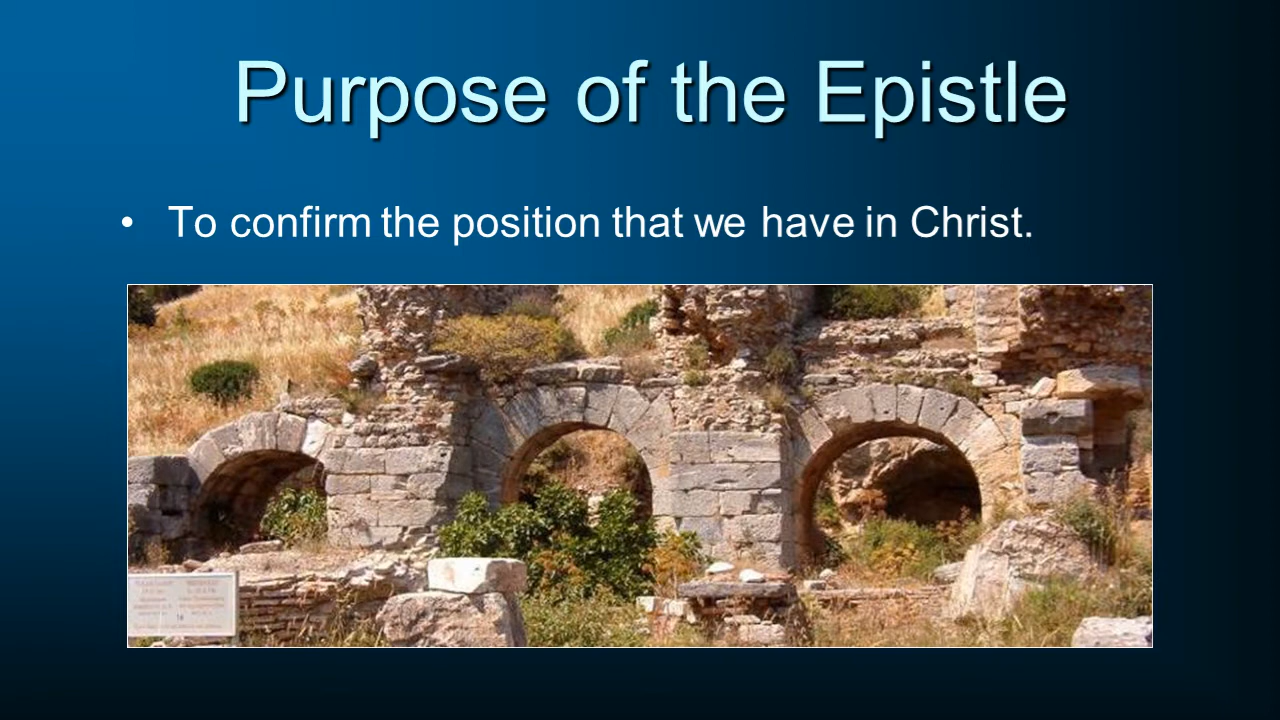 Purpose of the Epistle
• To confirm the position that we have in Christ.